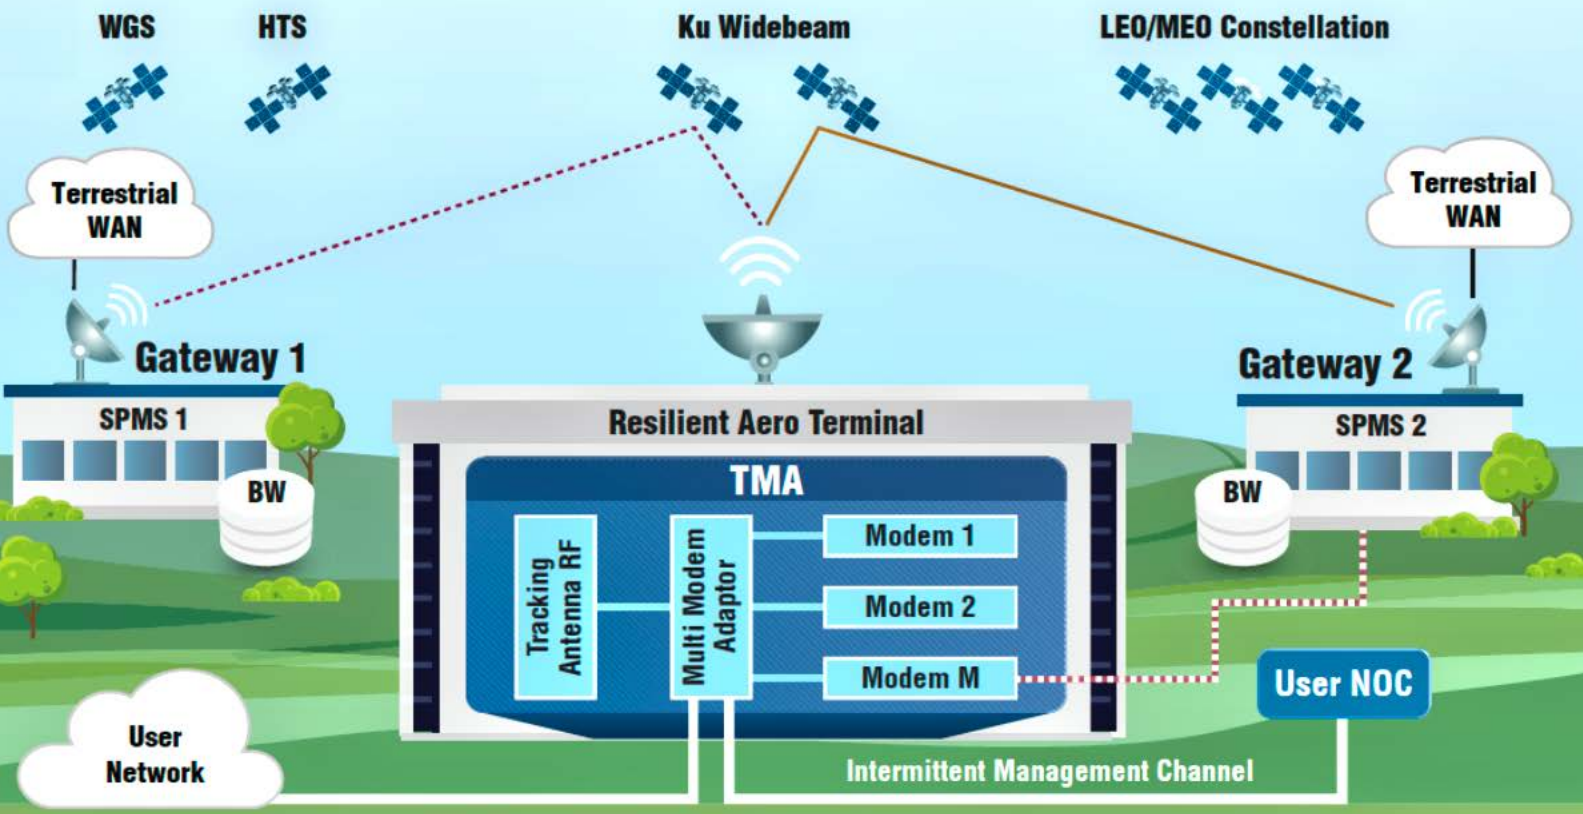 WGS
HTS
Ku Widebeam
LEO/MEO Constellation
Terrestrial
WAN
Terrestrial
WAN
Gateway 1
Gateway 2
SPMS 1
Resilient Aero Terminal
SPMS 2
TMA
BW
BW
Tracking
Antenna RF
Multi Modem
Adaptor
Modem 1
Modem 2
Modem M
User NOC
User
Network
Intermittent Management Channel